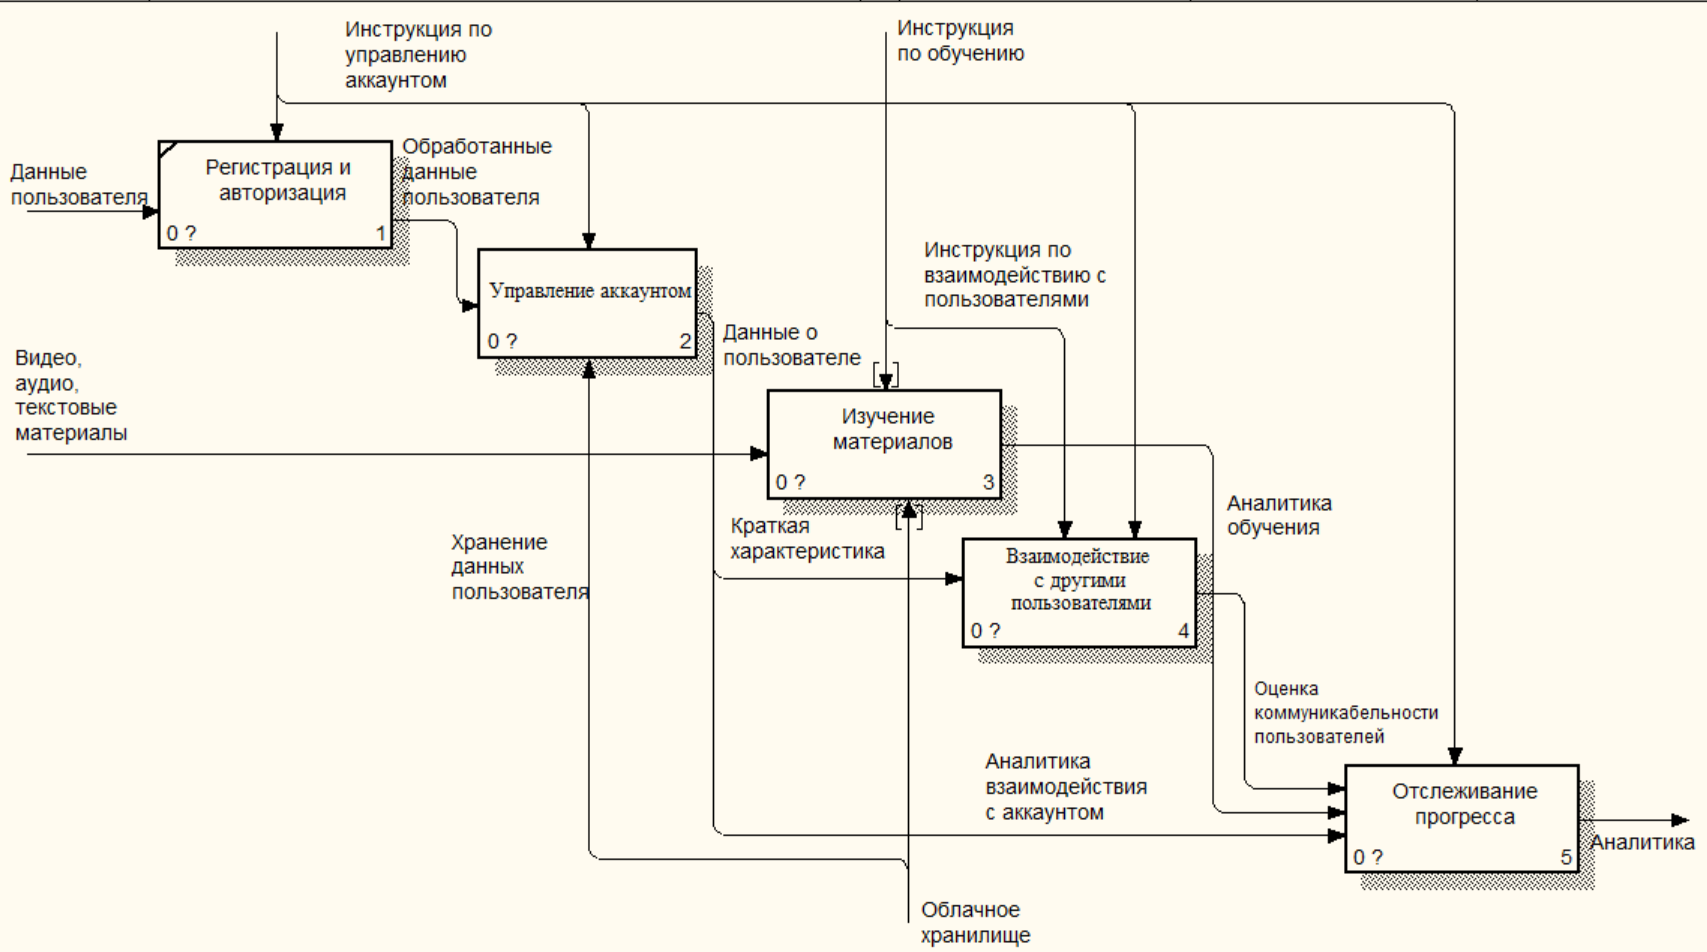 Инструкция по
управлению
аккаунтом
Инструкция
по обучению
Данные
пользователя
Регистрация и
авторизация
0 ?
1
Обработанные
данные
пользователя
Управление аккаунтом
0 ?
2
Инструкция по
взаимодействию с
пользователями
Данные о
пользователе
Видео,
аудио,
текстовые
материалы
Изучение
материалов
0 ?
3
Аналитика
обучения
Краткая
характеристика
Хранение
данных
пользователя
Взаимодействие
с другими
пользователями
0 ?
4
Оценка
коммуникабельности
пользователей
Аналитика
взаимодействия
с аккаунтом
Отслеживание
прогресса
0 ?
5
Аналитика
Облачное
хранилище